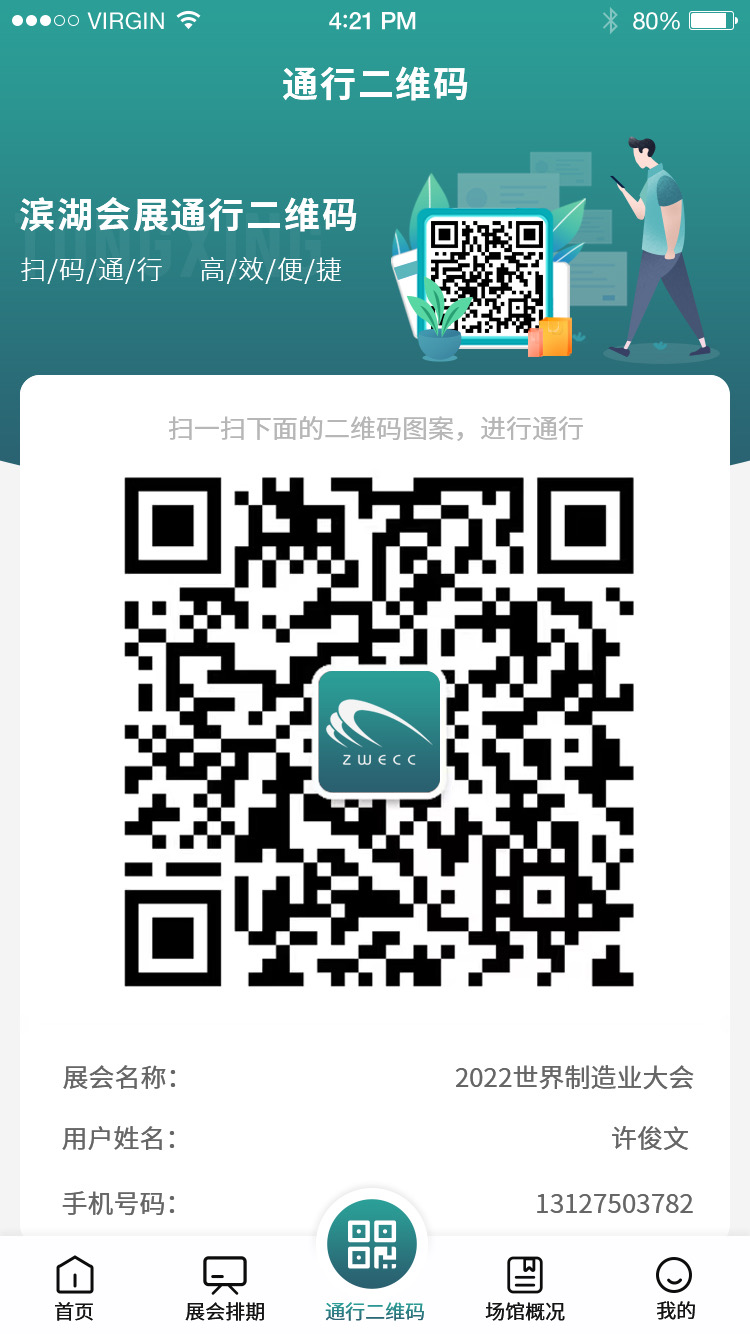 VIRGIN
4:21 PM
80%
通行二维码
滨湖会展通行二维码
扫/码/通/行 高/效/便/捷
扫一扫下面的二维码图案，进行通行
ZWECC
展会名称： 2022世界制造业大会
用户姓名： 许俊文
手机号码： 13127503782
首页
展会排期
通行二维码
场馆概况
我的